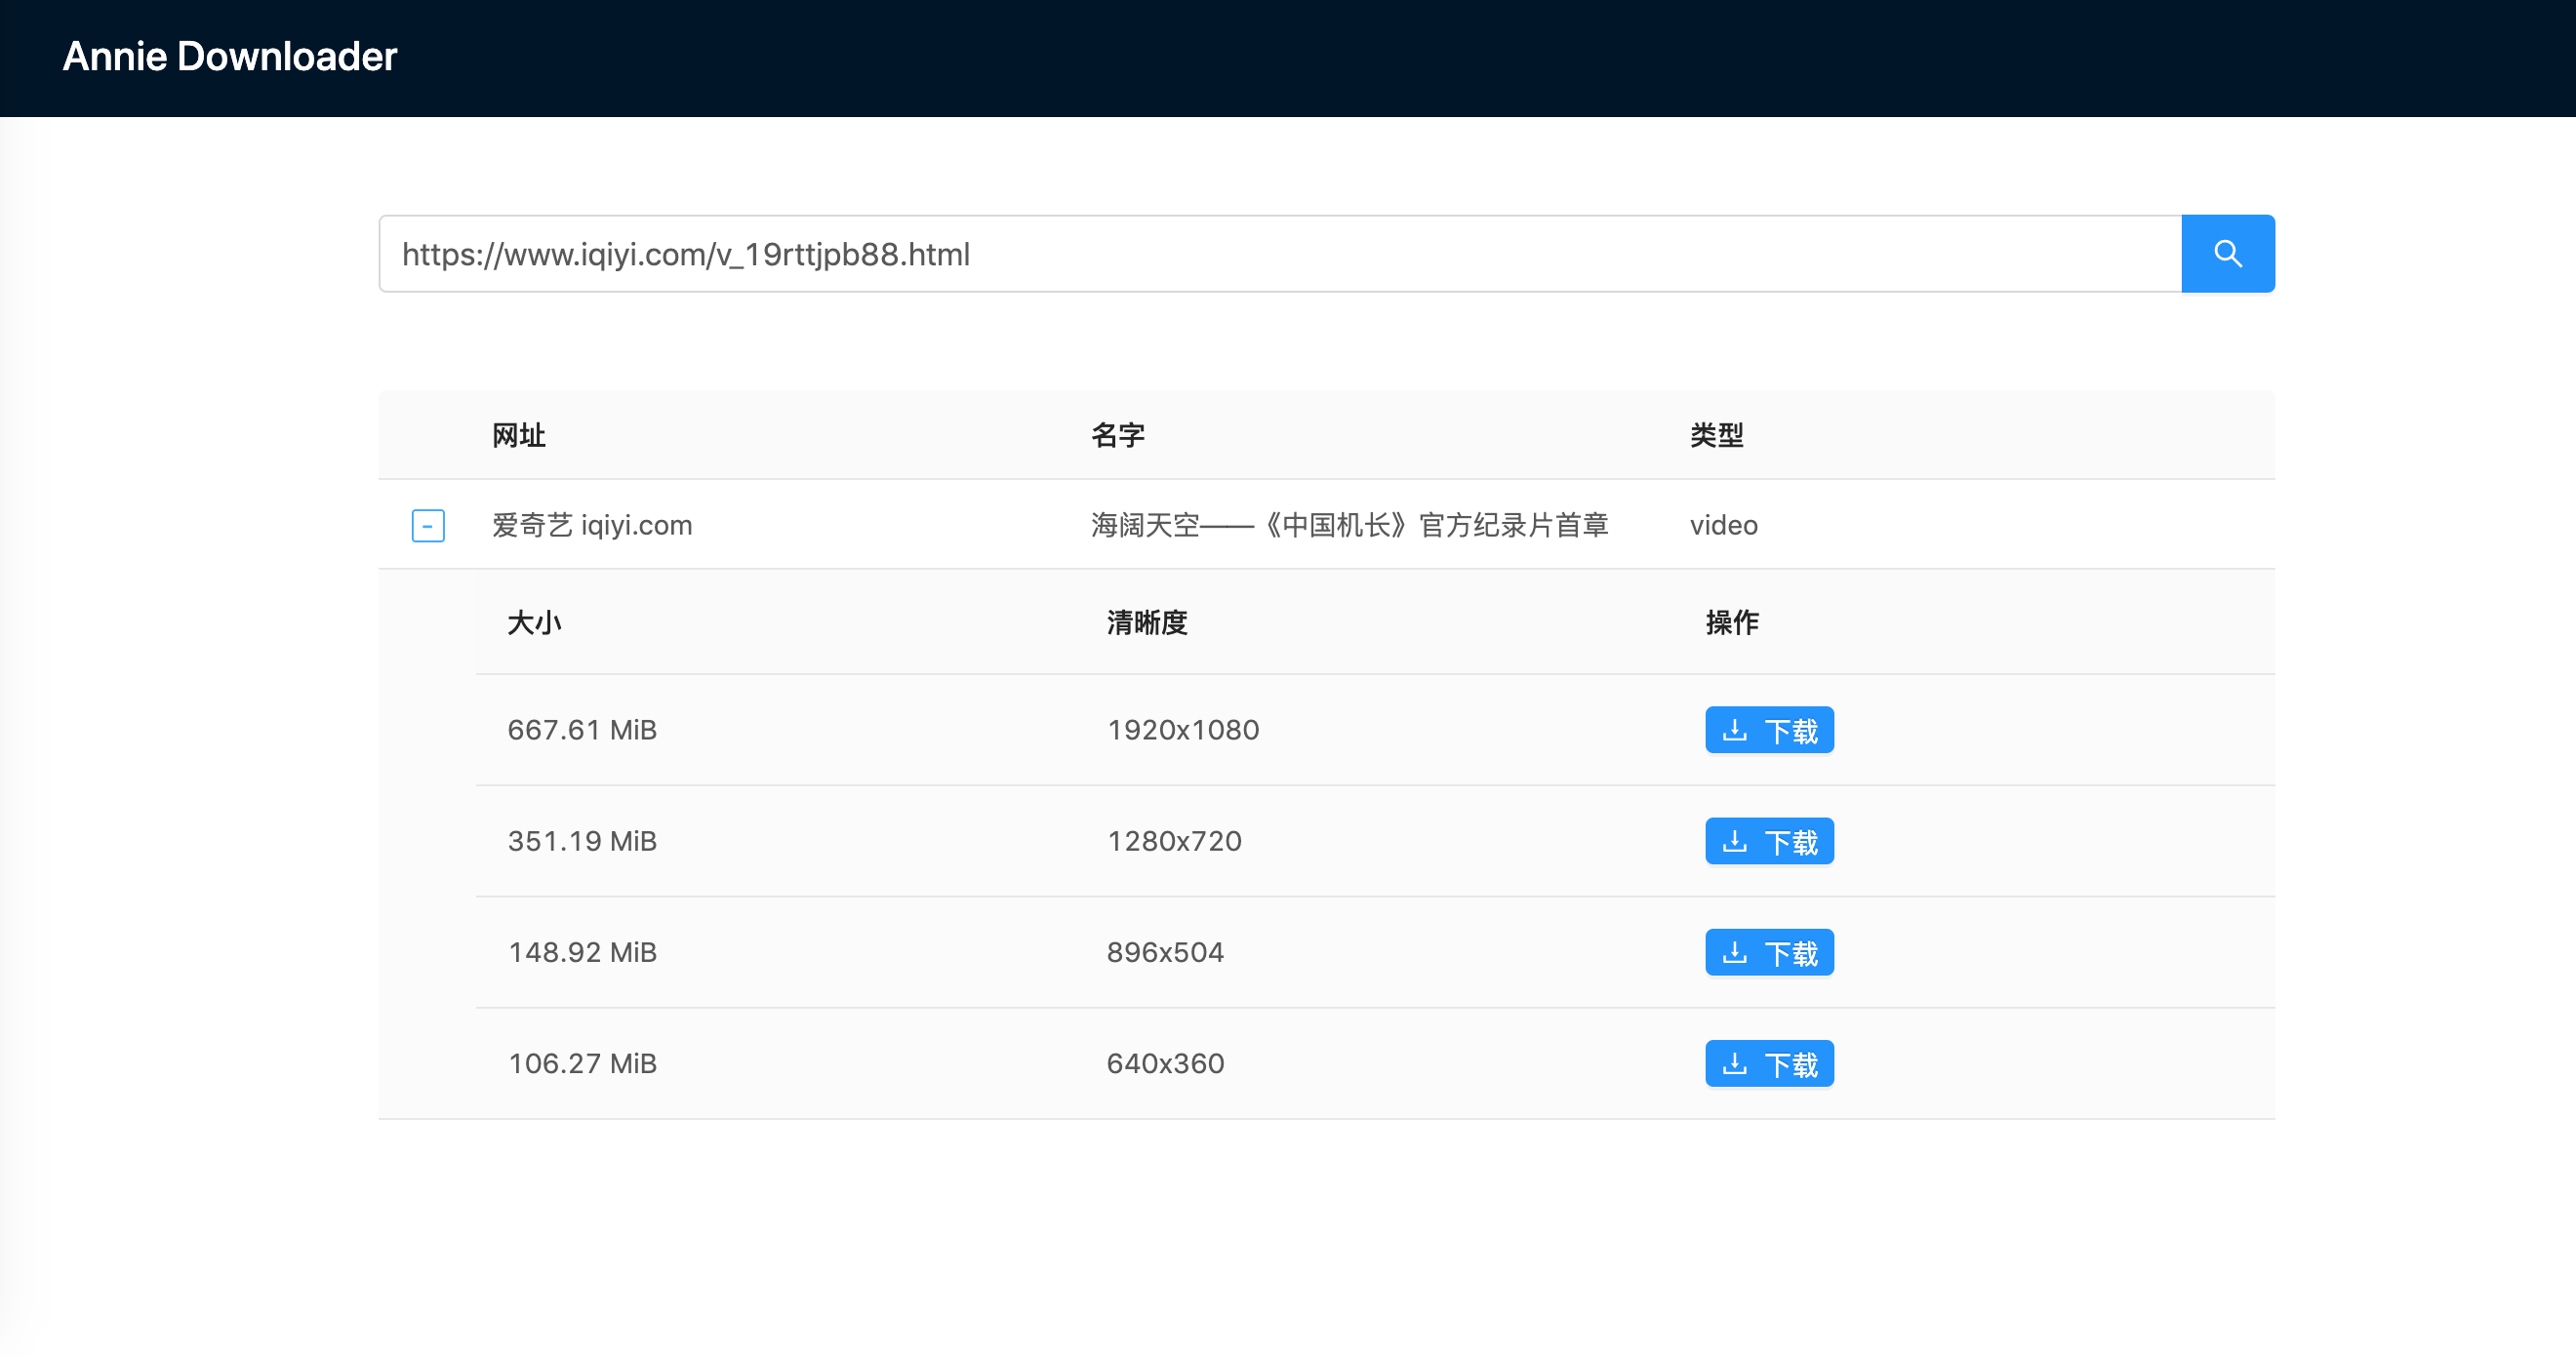 Annie Downloader
https://www.iqiyi.com/v_19rttjpb88.html
网址 名字 类型
爱奇艺 iqiyi.com 海阔天空——《中国机长》官方纪录片首章 video
大小 清晰度 操作
667.61 MiB 1920x1080 下载
351.19 MiB 1280x720 下载
148.92 MiB 896x504 下载
106.27 MiB 640x360 下载